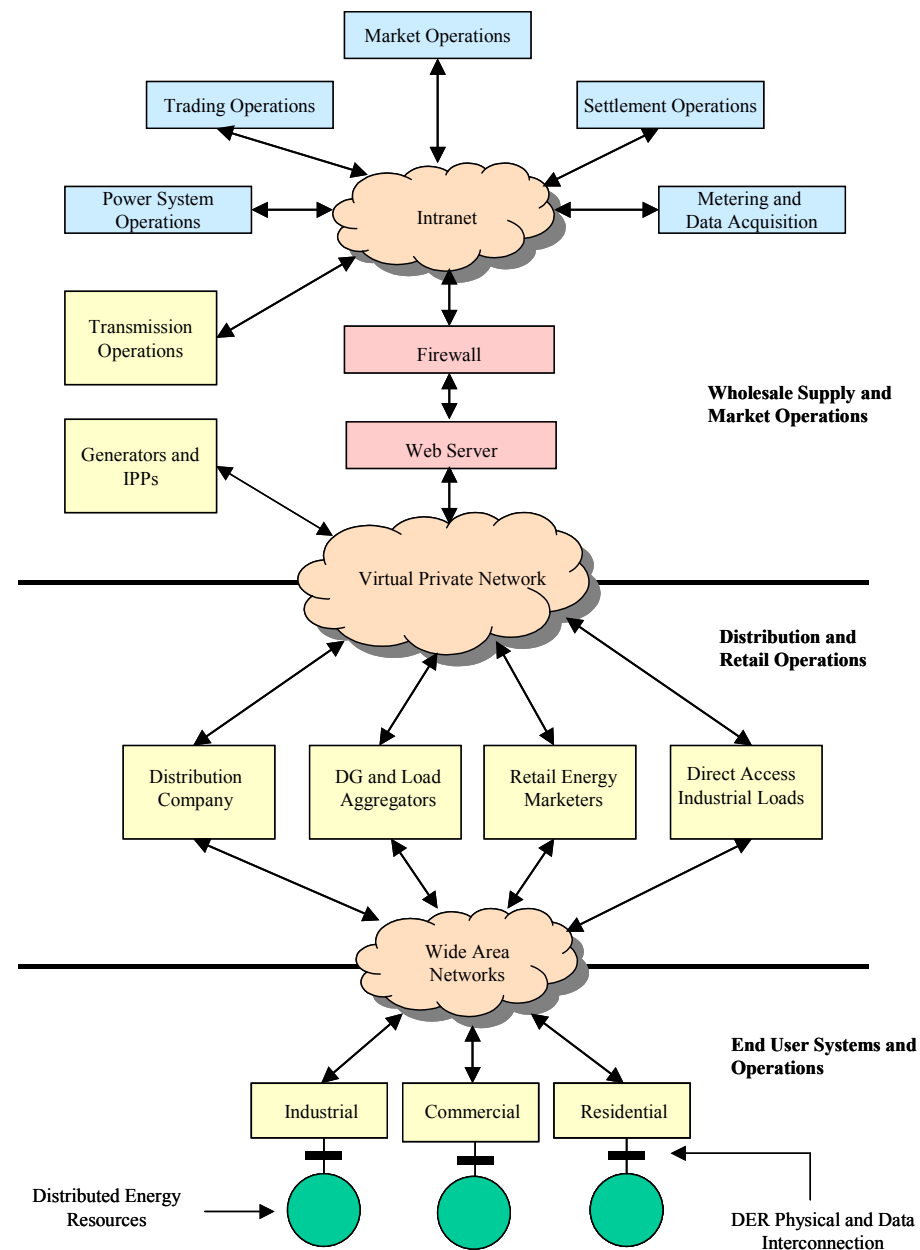 Market Operations
Trading Operations
Settlement Operations
Power System
Operations
Intranet
Metering and
Data Acquisition
Transmission
Operations
Firewall
Wholesale Supply and
Market Operations
Generators and
IPPs
Web Server
Virtual Private Network
Distribution and
Retail Operations
Distribution
Company
DG and Load
Aggregators
Retail Energy
Marketers
Direct Access
Industrial Loads
Wide Area
Networks
End User Systems and
Operations
Industrial
Commercial
Residential
Distributed Energy
Resources
DER Physical and Data
Interconnection